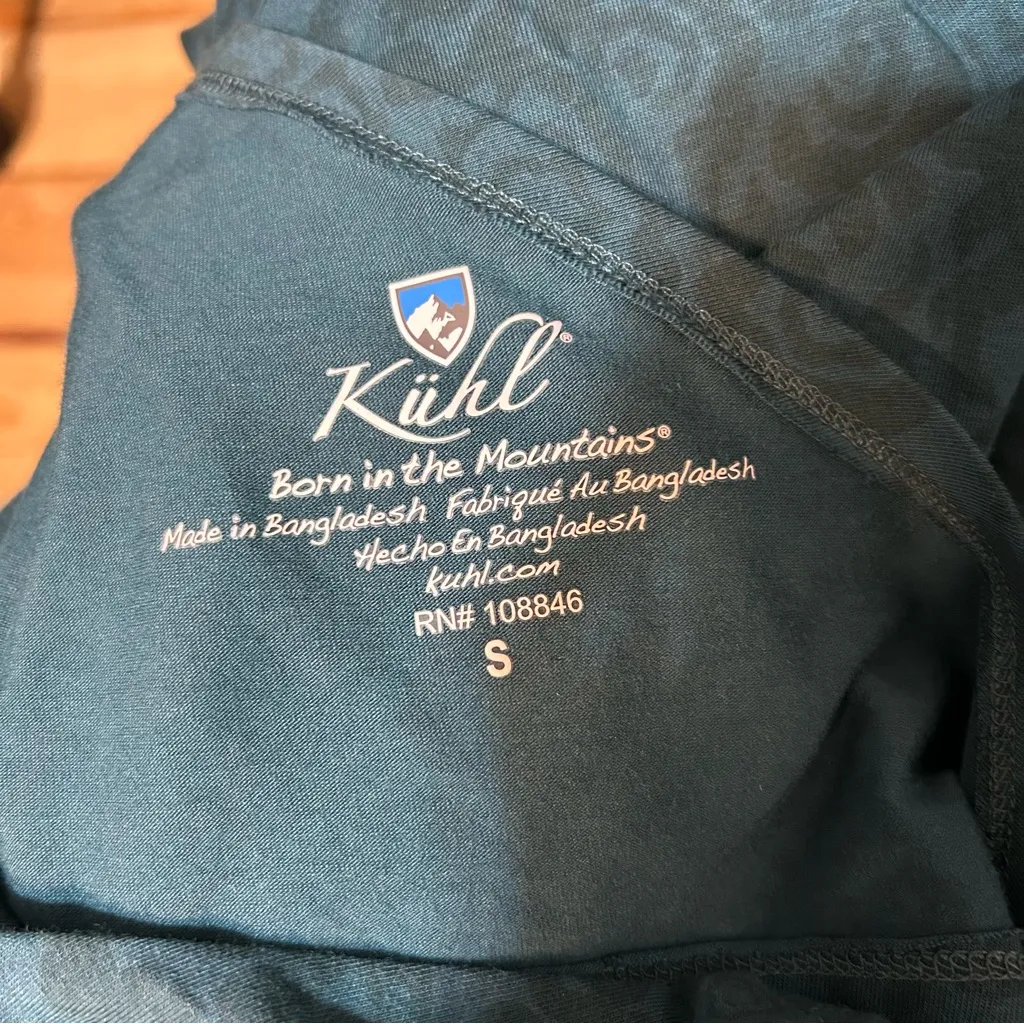 Kühl®
Born in the Mountains®
Made in Bangladesh Fabriqué Au Bangladesh
Hecho En Bangladesh
kuhl.com
RN# 108846
S